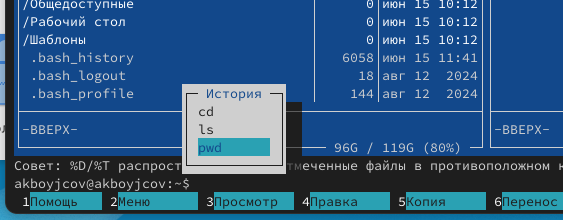 /Общедоступные 0 июн 15 10:12
/Рабочий стол 0 июн 15 10:12
/Шаблоны 0 июн 15 10:12
.bash_history 6058 июн 15 11:41
.bash_logout 18 авг 12 2024
.bash_profile 144 авг 12 2024
История
cd
ls
pwd
-ВВЕРХ- -ВВЕРХ-
96G / 119G (80%)
Совет: %D/%T распрост меченные файлы в противоположном
akboyjcov@akboyjcov:~$
1Помощь 2Меню 3Просмотр 4Правка 5Копия 6Перенос